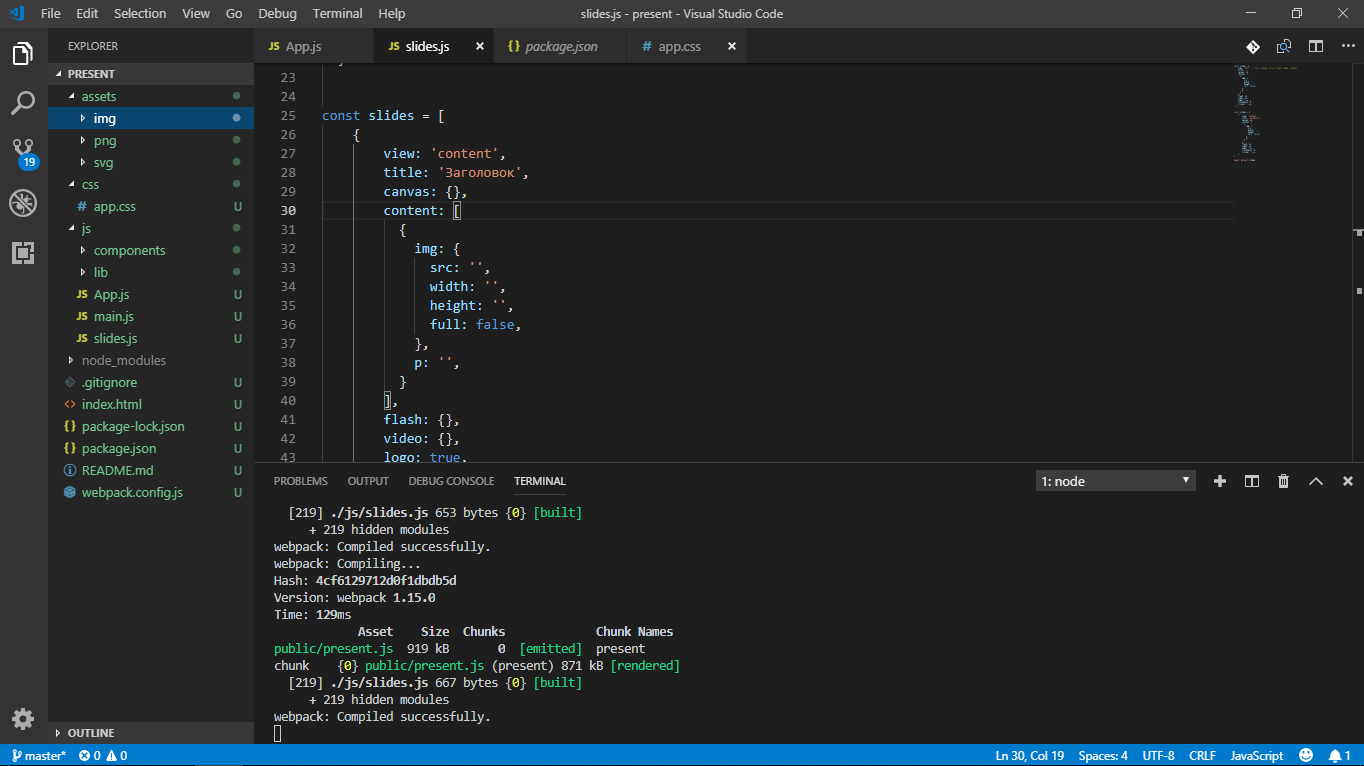 File Edit Selection View Go Debug Terminal Help
slides.js - present - Visual Studio Code
EXPLORER
PRESENT
assets
img
png
svg
css
# app.css U
js
components
lib
JS App.js U
JS main.js U
JS slides.js U
node_modules
.gitignore U
<> index.html U
{} package-lock.json U
{} package.json U
README.md U
webpack.config.js U
OUTLINE
19
JS App.js
JS slides.js ×
{} package.json
# app.css ×
23
24
25 const slides = [
26 {
27 view: 'content',
28 title: 'Заголовок',
29 canvas: {},
30 content: [
31 {
32 img: {
33 src: '',
34 width: '',
35 height: '',
36 full: false,
37 },
38 p: '',
39 }
40 ],
41 flash: {},
42 video: {},
43 logo: true,
PROBLEMS OUTPUT DEBUG CONSOLE TERMINAL
1: node
[219] ./js/slides.js 653 bytes {0} [built]
+ 219 hidden modules
webpack: Compiled successfully.
webpack: Compiling...
Hash: 4cf6129712d0f1dbdb5d
Version: webpack 1.15.0
Time: 129ms
Asset Size Chunks Chunk Names
public/present.js 919 kB 0 [emitted] present
chunk {0} public/present.js (present) 871 kB [rendered]
[219] ./js/slides.js 667 bytes {0} [built]
+ 219 hidden modules
webpack: Compiled successfully.
master* 0 0
Ln 30, Col 19 Spaces: 4 UTF-8 CRLF JavaScript 1